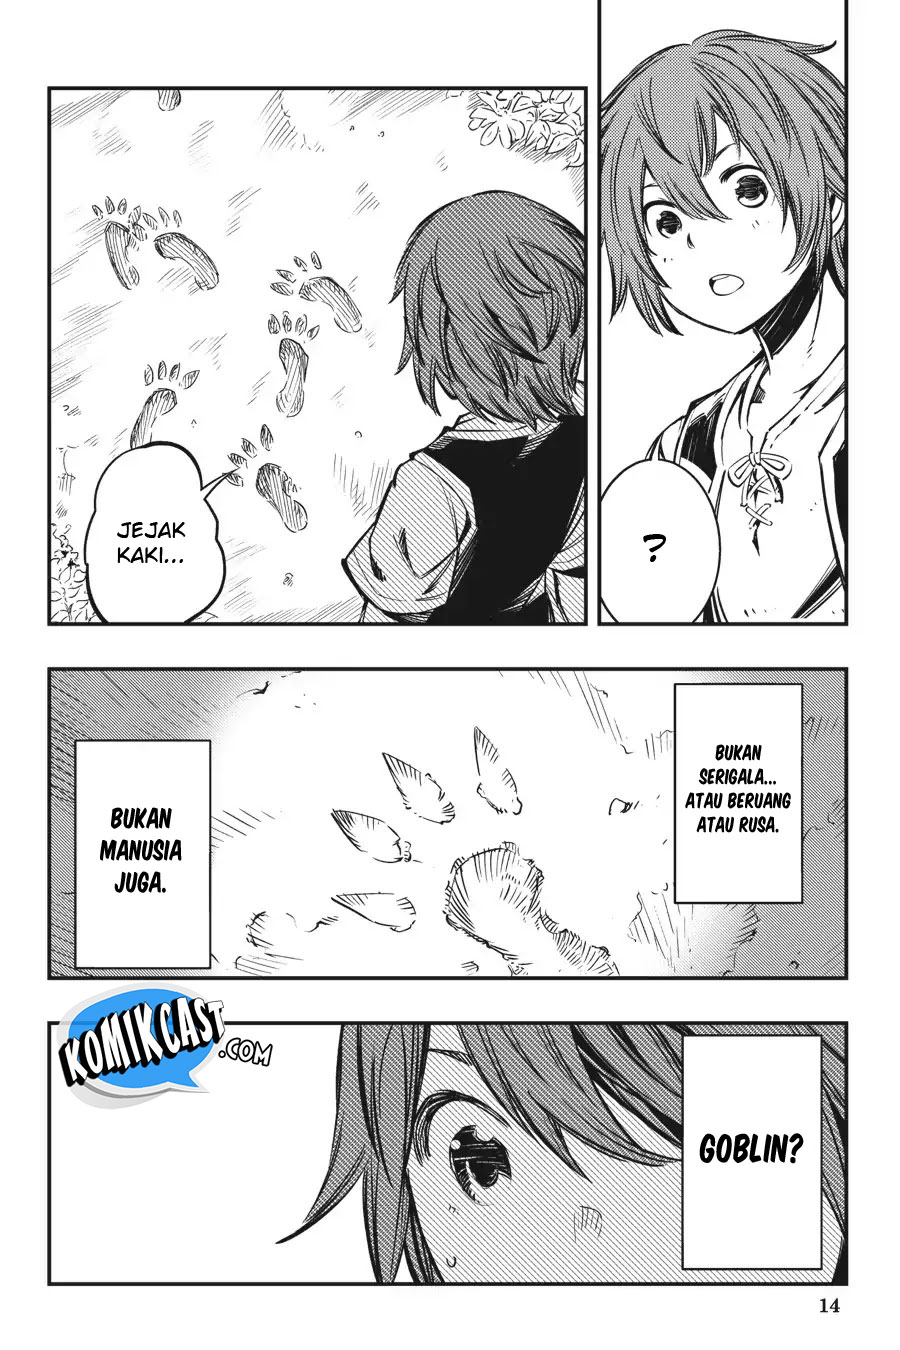 ?
JEJAK
KAKI...
BUKAN
SERIGALA...
ATAU BERUANG
ATAU RUSA.
BUKAN
MANUSIA
JUGA.
GOBLIN?
KOMIKCAST
.COM
14